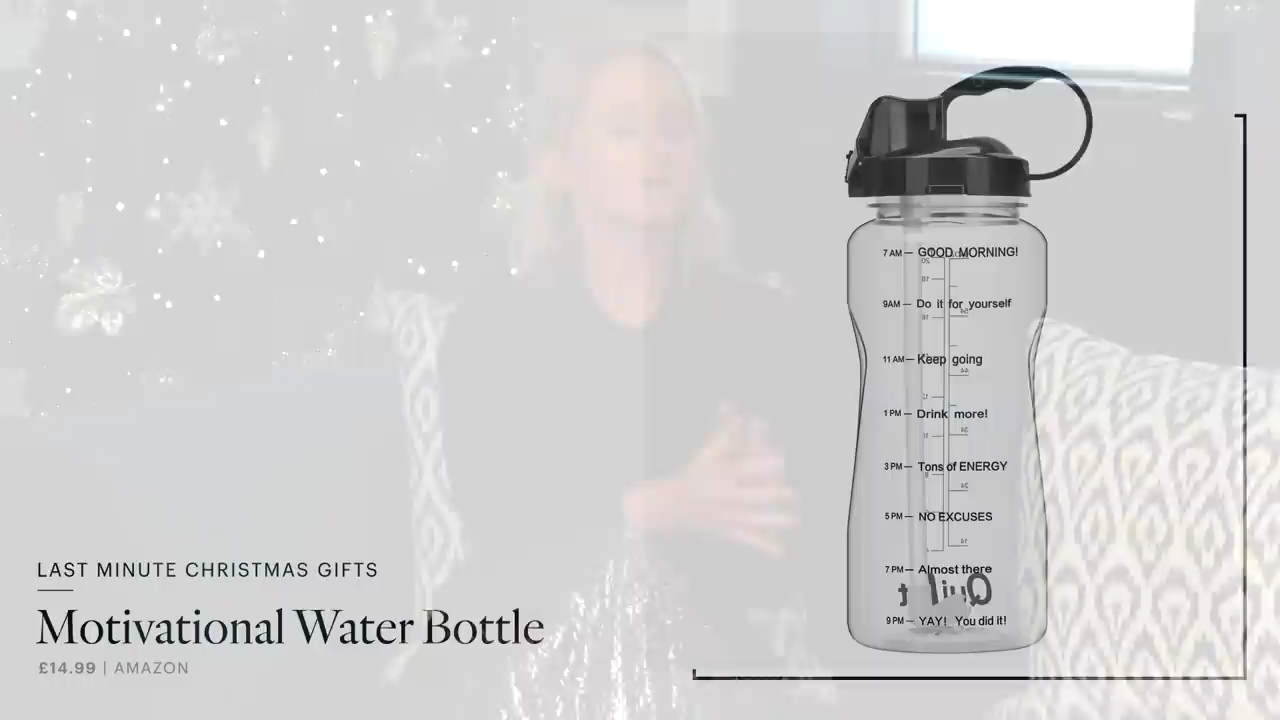 7 AM — GOOD MORNING!
9AM — Do it for yourself
11 AM — Keep going
1 PM — Drink more!
3 PM — Tons of ENERGY
5 PM — NO EXCUSES
7 PM — Almost there
9 PM — YAY! You did it!
LAST MINUTE CHRISTMAS GIFTS
Motivational Water Bottle
£14.99 | AMAZON